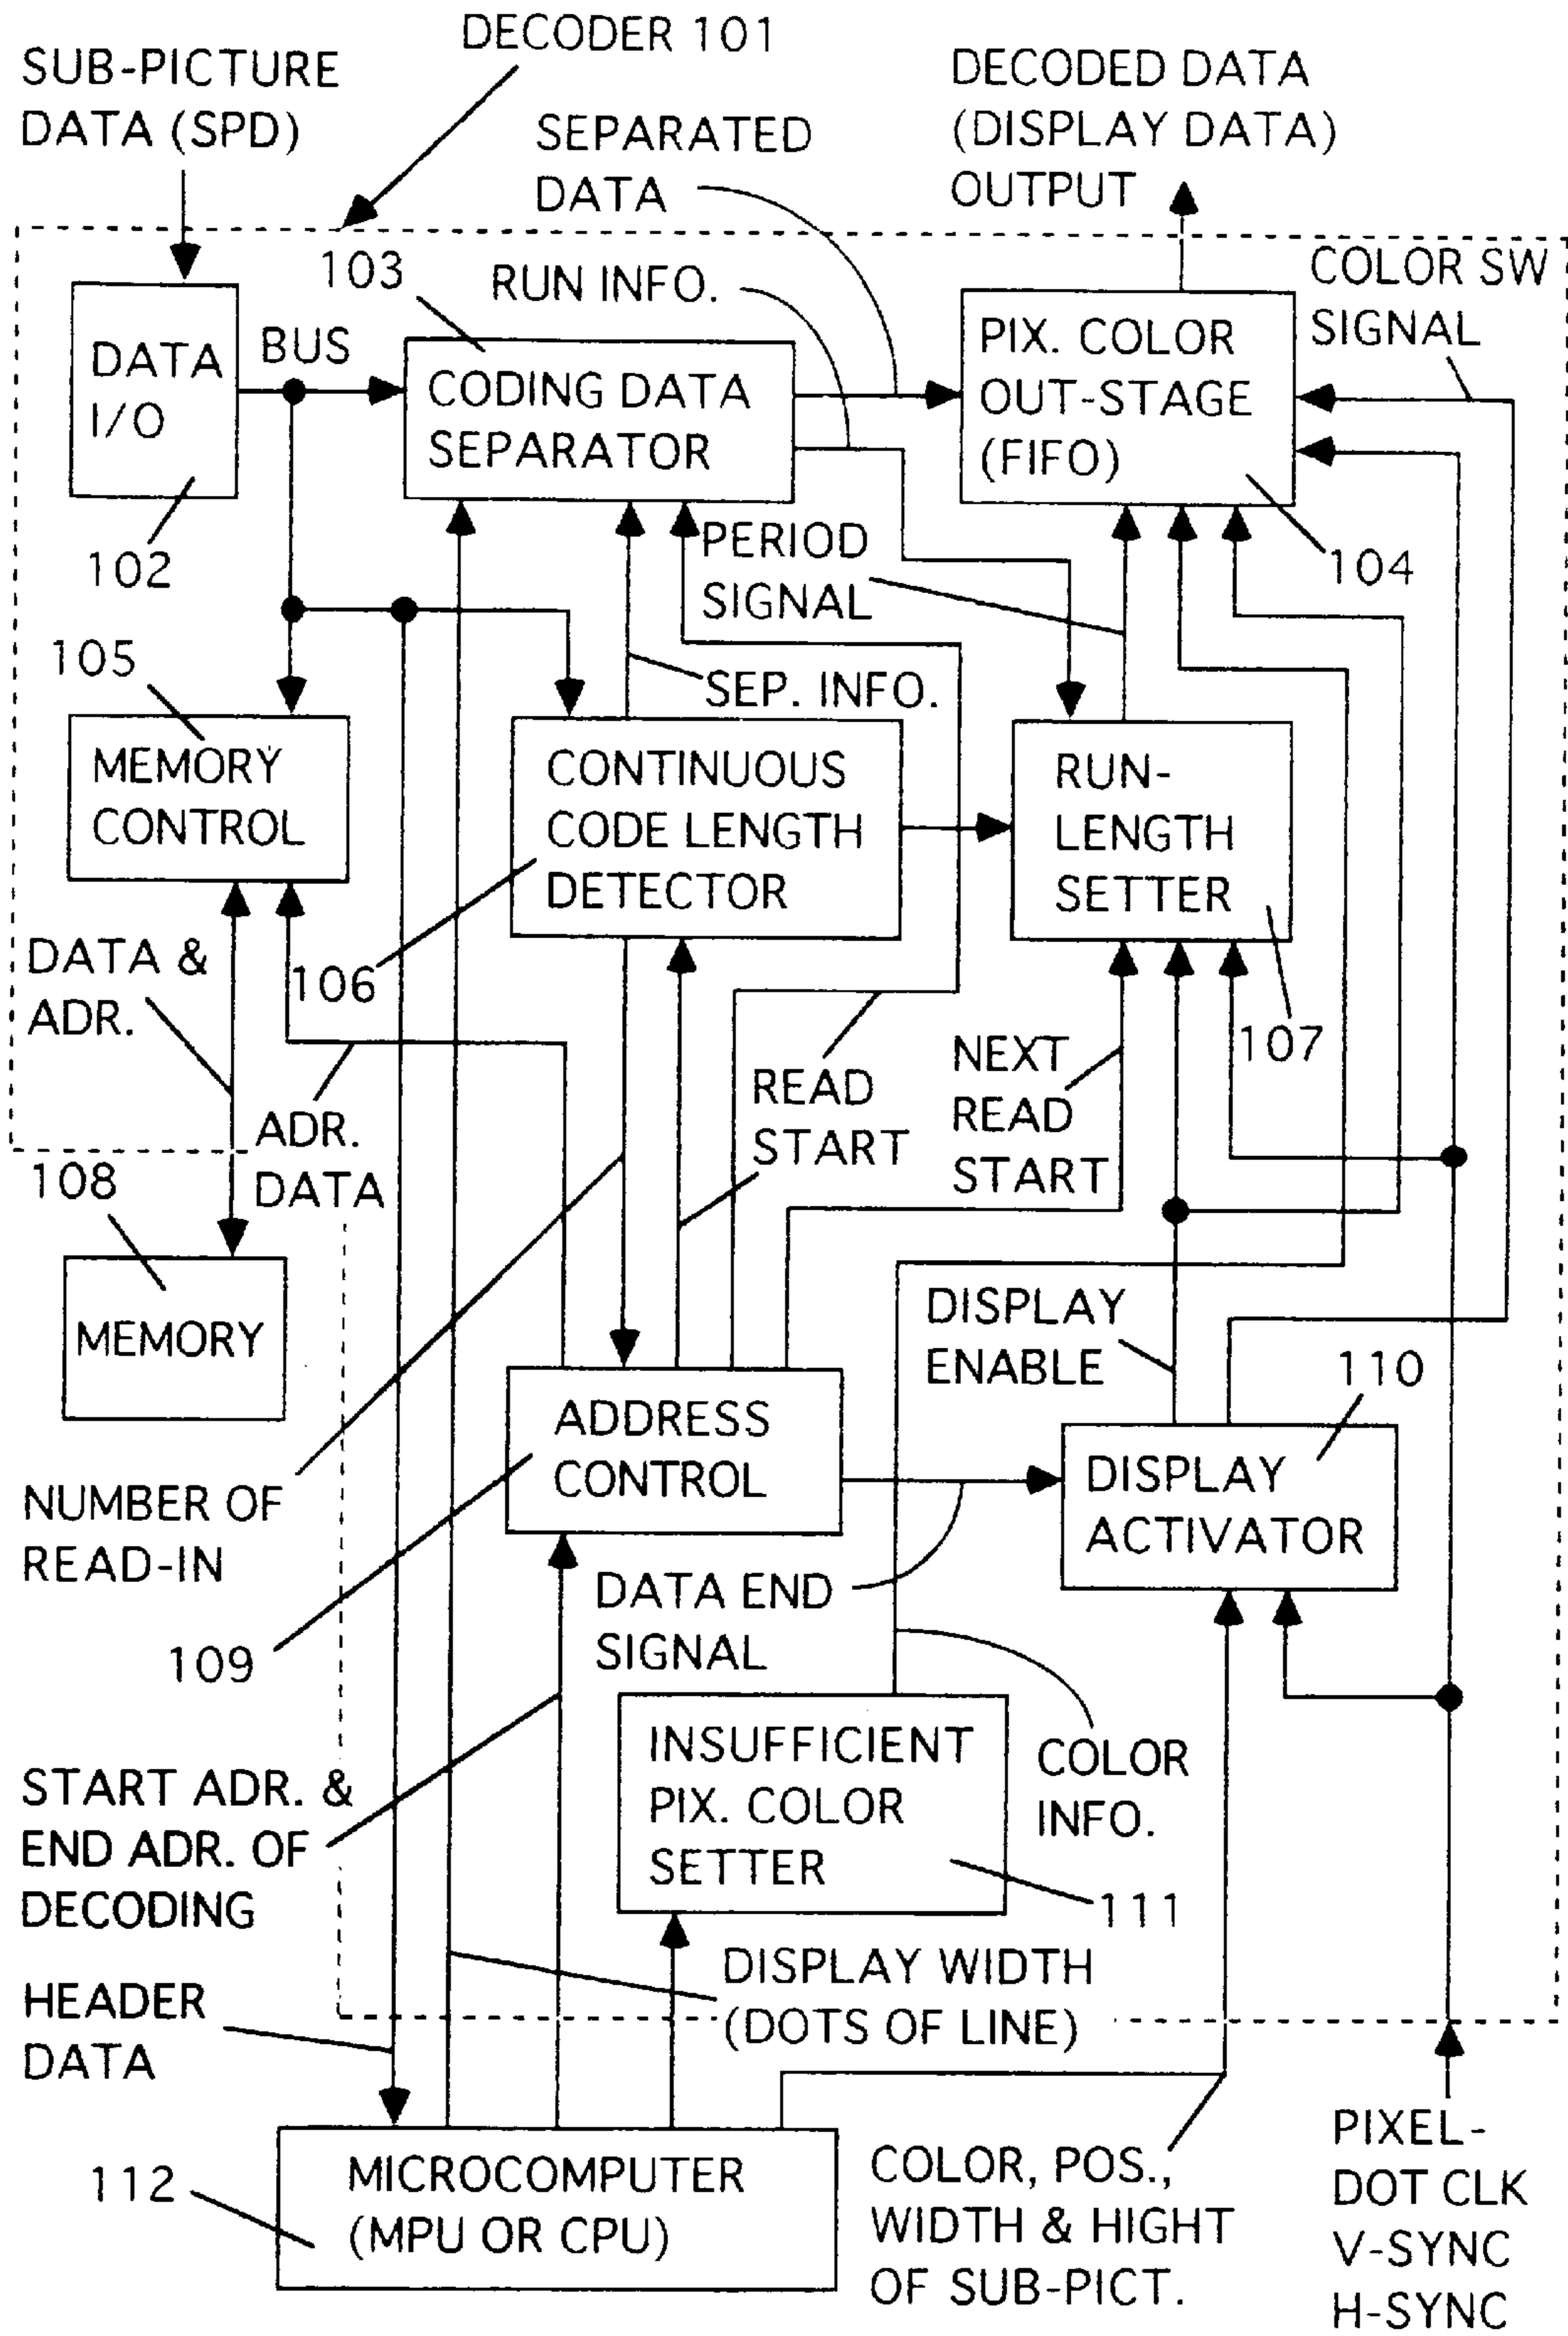 DECODER 101
SUB-PICTURE
DATA (SPD)
SEPARATED
DATA
DECODED DATA
(DISPLAY DATA)
OUTPUT
103
RUN INFO.
COLOR SW
SIGNAL
DATA
I/O
BUS
CODING DATA
SEPARATOR
PIX. COLOR
OUT-STAGE
(FIFO)
102
PERIOD
SIGNAL
104
105
SEP. INFO.
MEMORY
CONTROL
CONTINUOUS
CODE LENGTH
DETECTOR
RUN-
LENGTH
SETTER
DATA &
ADR.
106
107
READ
START
NEXT
READ
START
ADR.
DATA
108
MEMORY
DISPLAY
ENABLE
110
ADDRESS
CONTROL
DISPLAY
ACTIVATOR
NUMBER OF
READ-IN
DATA END
SIGNAL
109
INSUFFICIENT
PIX. COLOR
SETTER
COLOR
INFO.
START ADR. &
END ADR. OF
DECODING
111
DISPLAY WIDTH
(DOTS OF LINE)
HEADER
DATA
112
MICROCOMPUTER
(MPU OR CPU)
COLOR, POS.,
WIDTH & HIGHT
OF SUB-PICT.
PIXEL-
DOT CLK
V-SYNC
H-SYNC